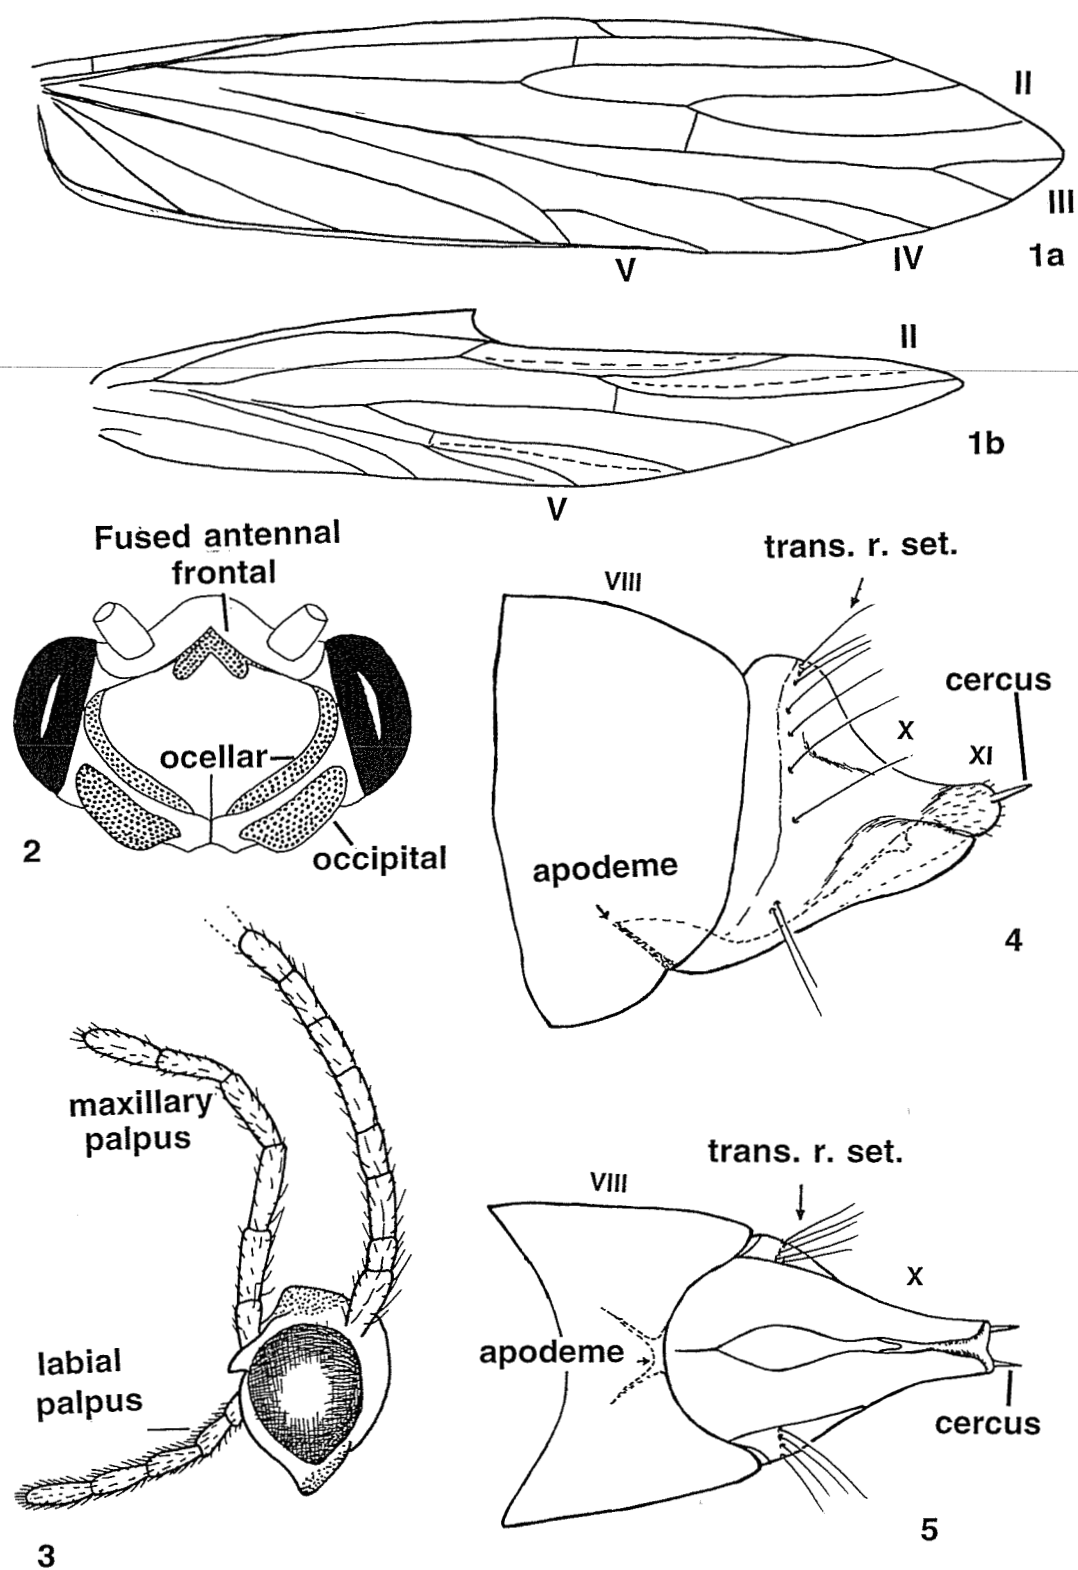 II
III
1a
IV
V
II
1b
V
Fused antennal
frontal
ocellar
occipital
2
trans. r. set.
VIII
cercus
X
XI
apodeme
4
maxillary
palpus
labial
palpus
3
trans. r. set.
VIII
X
apodeme
cercus
5